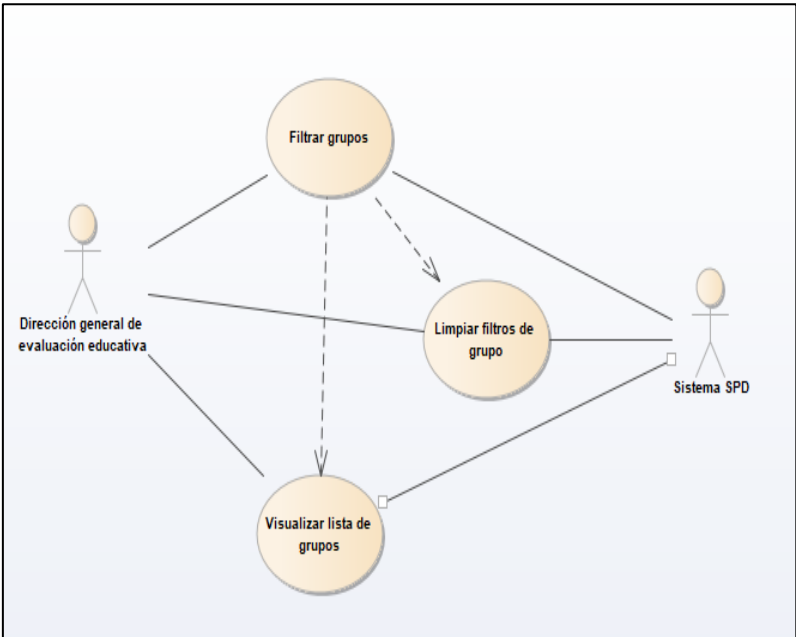 Filtrar grupos
Dirección general de
evaluación educativa
Limpiar filtros de
grupo
Sistema SPD
Visualizar lista de
grupos